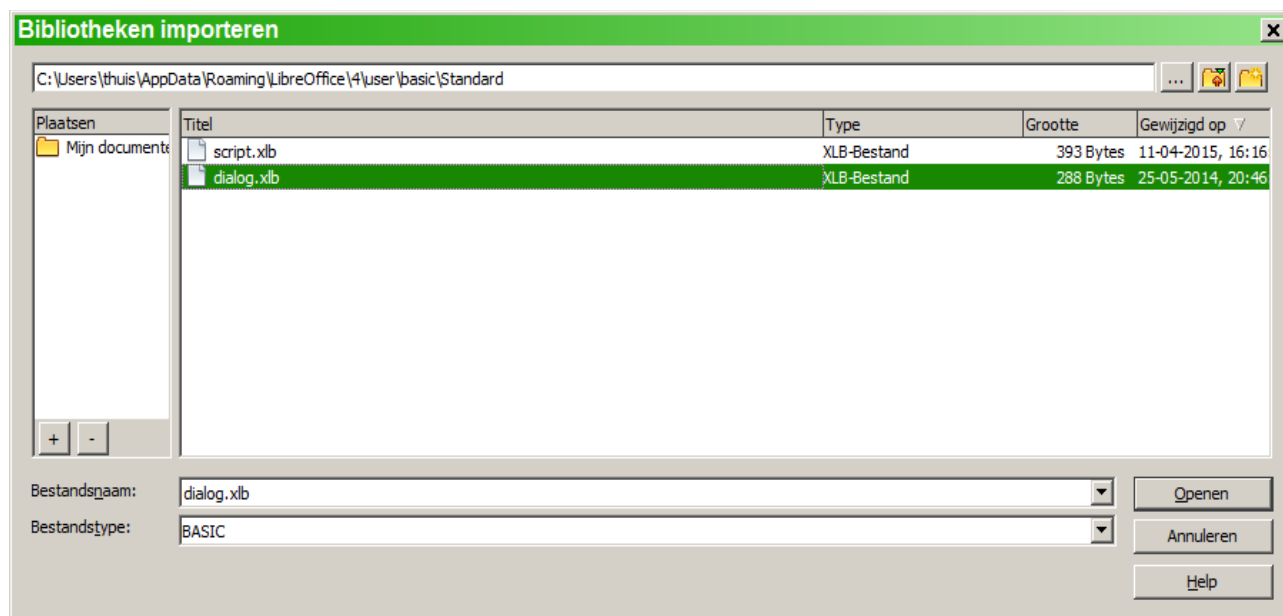 Bibliotheken importeren
C:\Users\thuis\AppData\Roaming\LibreOffice\4\user\basic\Standard
...
Plaatsen Titel Type Grootte Gewijzigd op
Mijn documente script.xlb XLB-Bestand 393 Bytes 11-04-2015, 16:16
dialog.xlb XLB-Bestand 288 Bytes 25-05-2014, 20:46
+ -
Bestandsnaam: dialog.xlb Openen
Bestandstype: BASIC Annuleren
Help